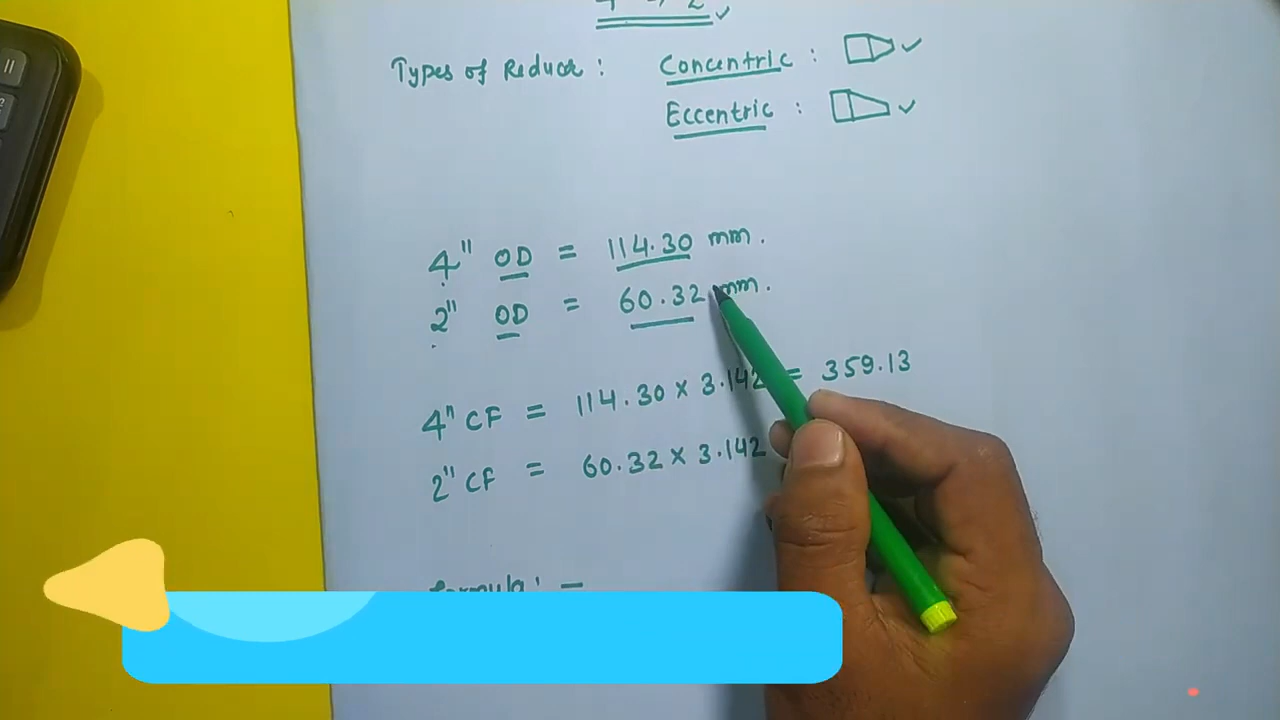 Types of Reducr : Concentric :
Eccentric :
4" OD = 114.30 mm.
2" OD = 60.32 mm.
4" CF = 114.30 x 3.142 = 359.13
2" CF = 60.32 x 3.142